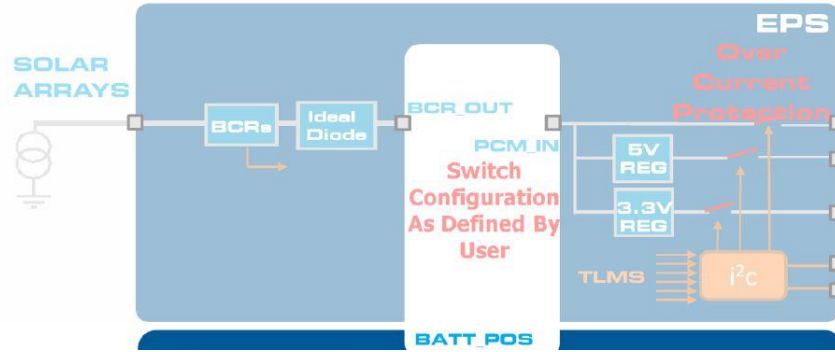 EPS
SOLAR
ARRAYS
Over
Current
Protection
BCRs
Ideal
Diode
BCR_OUT
PCM_IN
Switch
Configuration
As Defined By
User
5V
REG
3.3V
REG
TLMS
i²c
BATT_POS